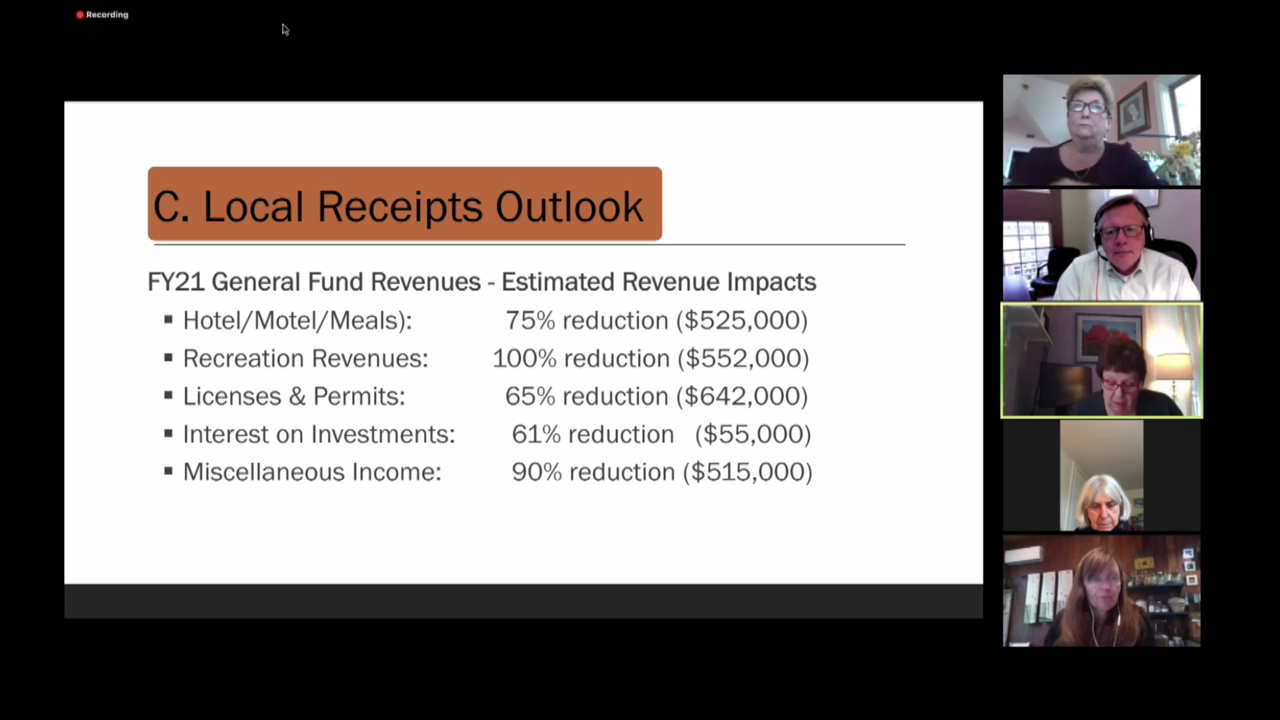 Recording
C. Local Receipts Outlook
FY21 General Fund Revenues - Estimated Revenue Impacts
▪ Hotel/Motel/Meals): 75% reduction ($525,000)
▪ Recreation Revenues: 100% reduction ($552,000)
▪ Licenses & Permits: 65% reduction ($642,000)
▪ Interest on Investments: 61% reduction ($55,000)
▪ Miscellaneous Income: 90% reduction ($515,000)